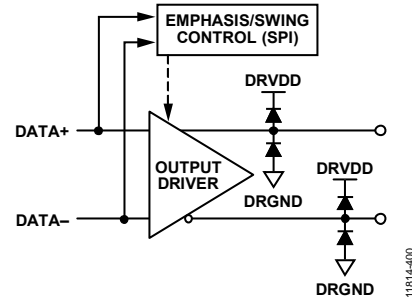 EMPHASIS/SWING
CONTROL (SPI)
DRVDD
DATA+
DRVDD
OUTPUT
DRIVER
DRGND
DATA–
DRGND
11814-400